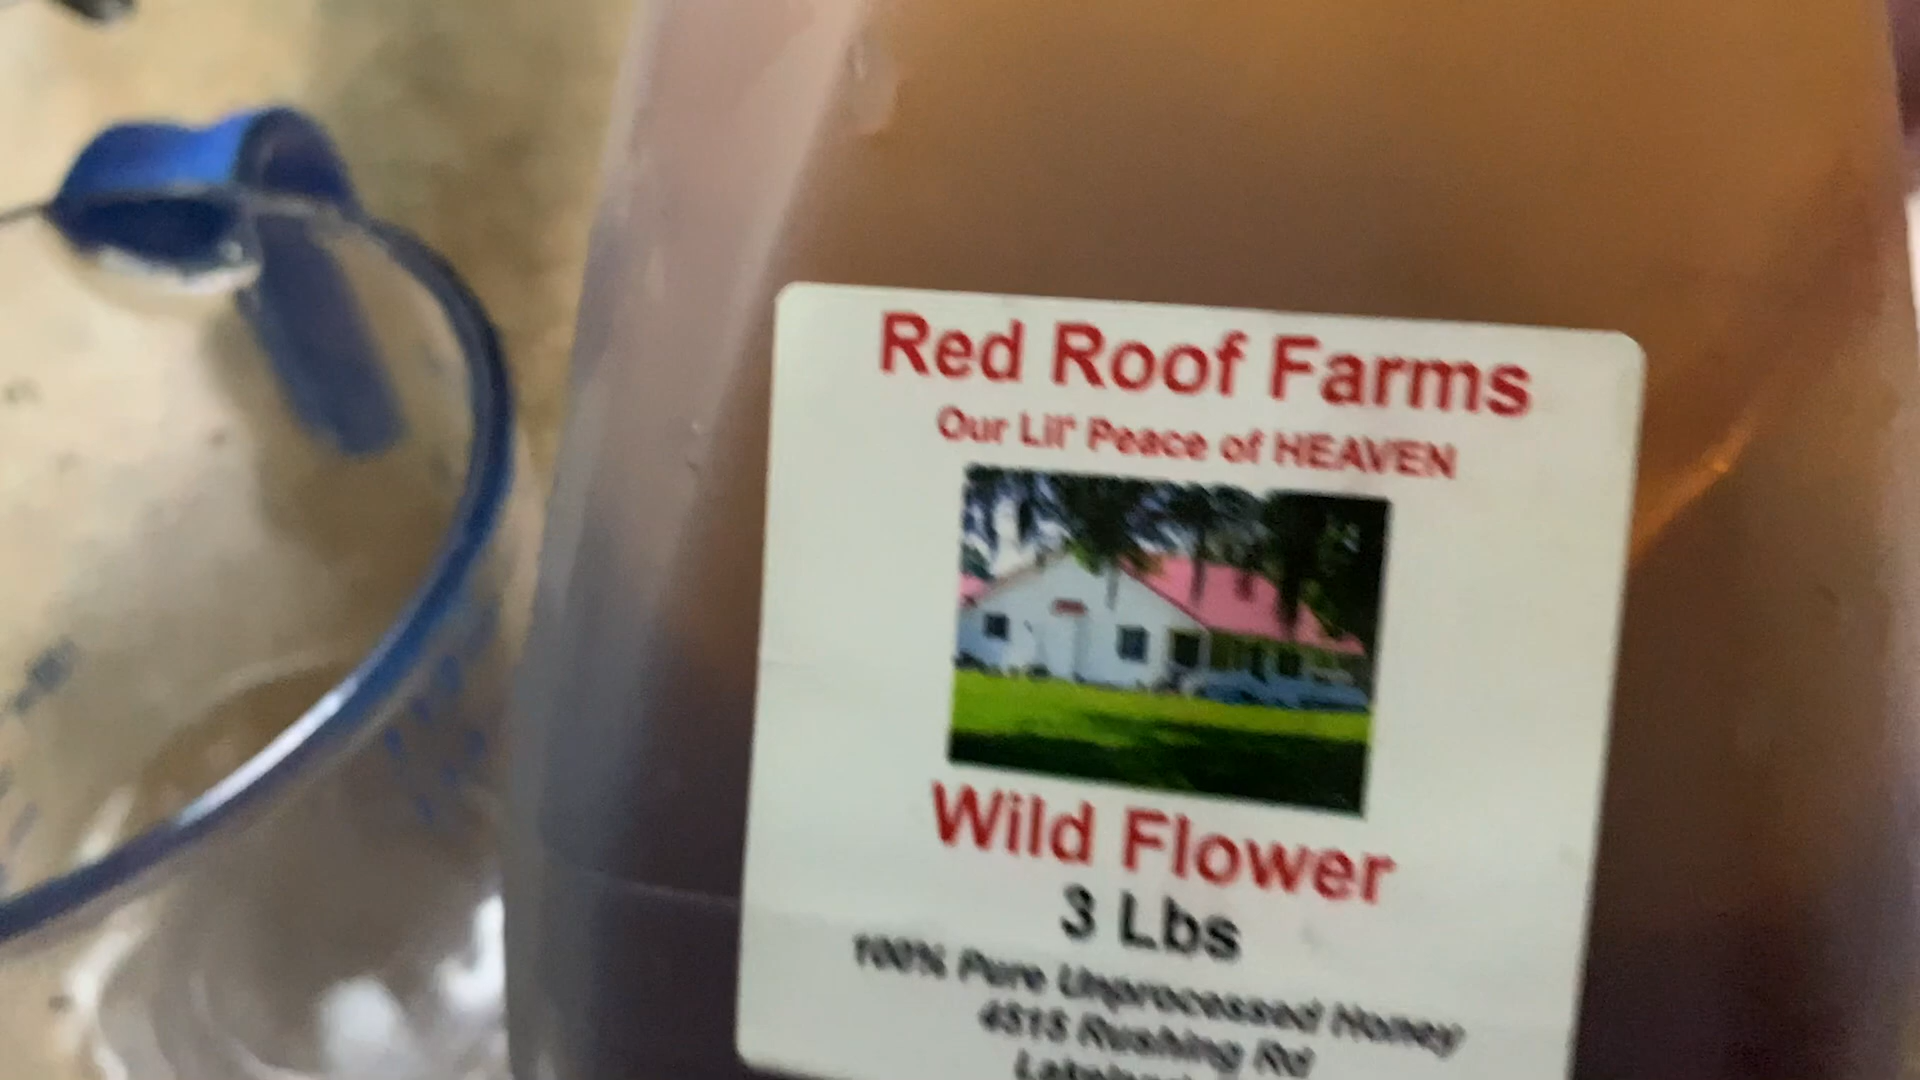 Red Roof Farms
Our Lil' Peace of HEAVEN
Wild Flower
3 Lbs
100% Pure Unprocessed Honey
4515 Rushing Rd